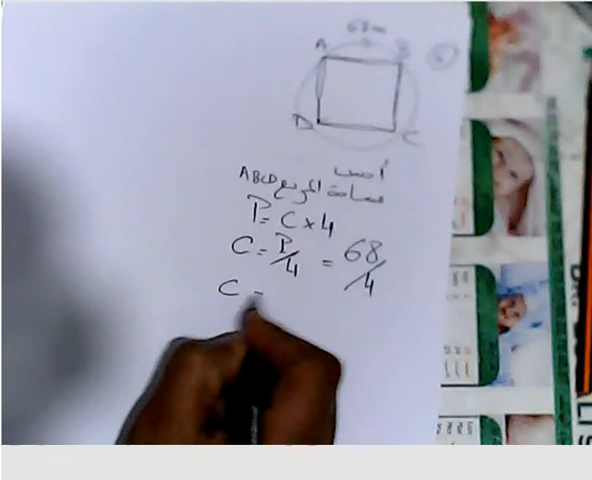 68m
A B
D C
أحسب
مساحة المربع ABCD
P = C × 4
C = P/4 = 68/4
C =